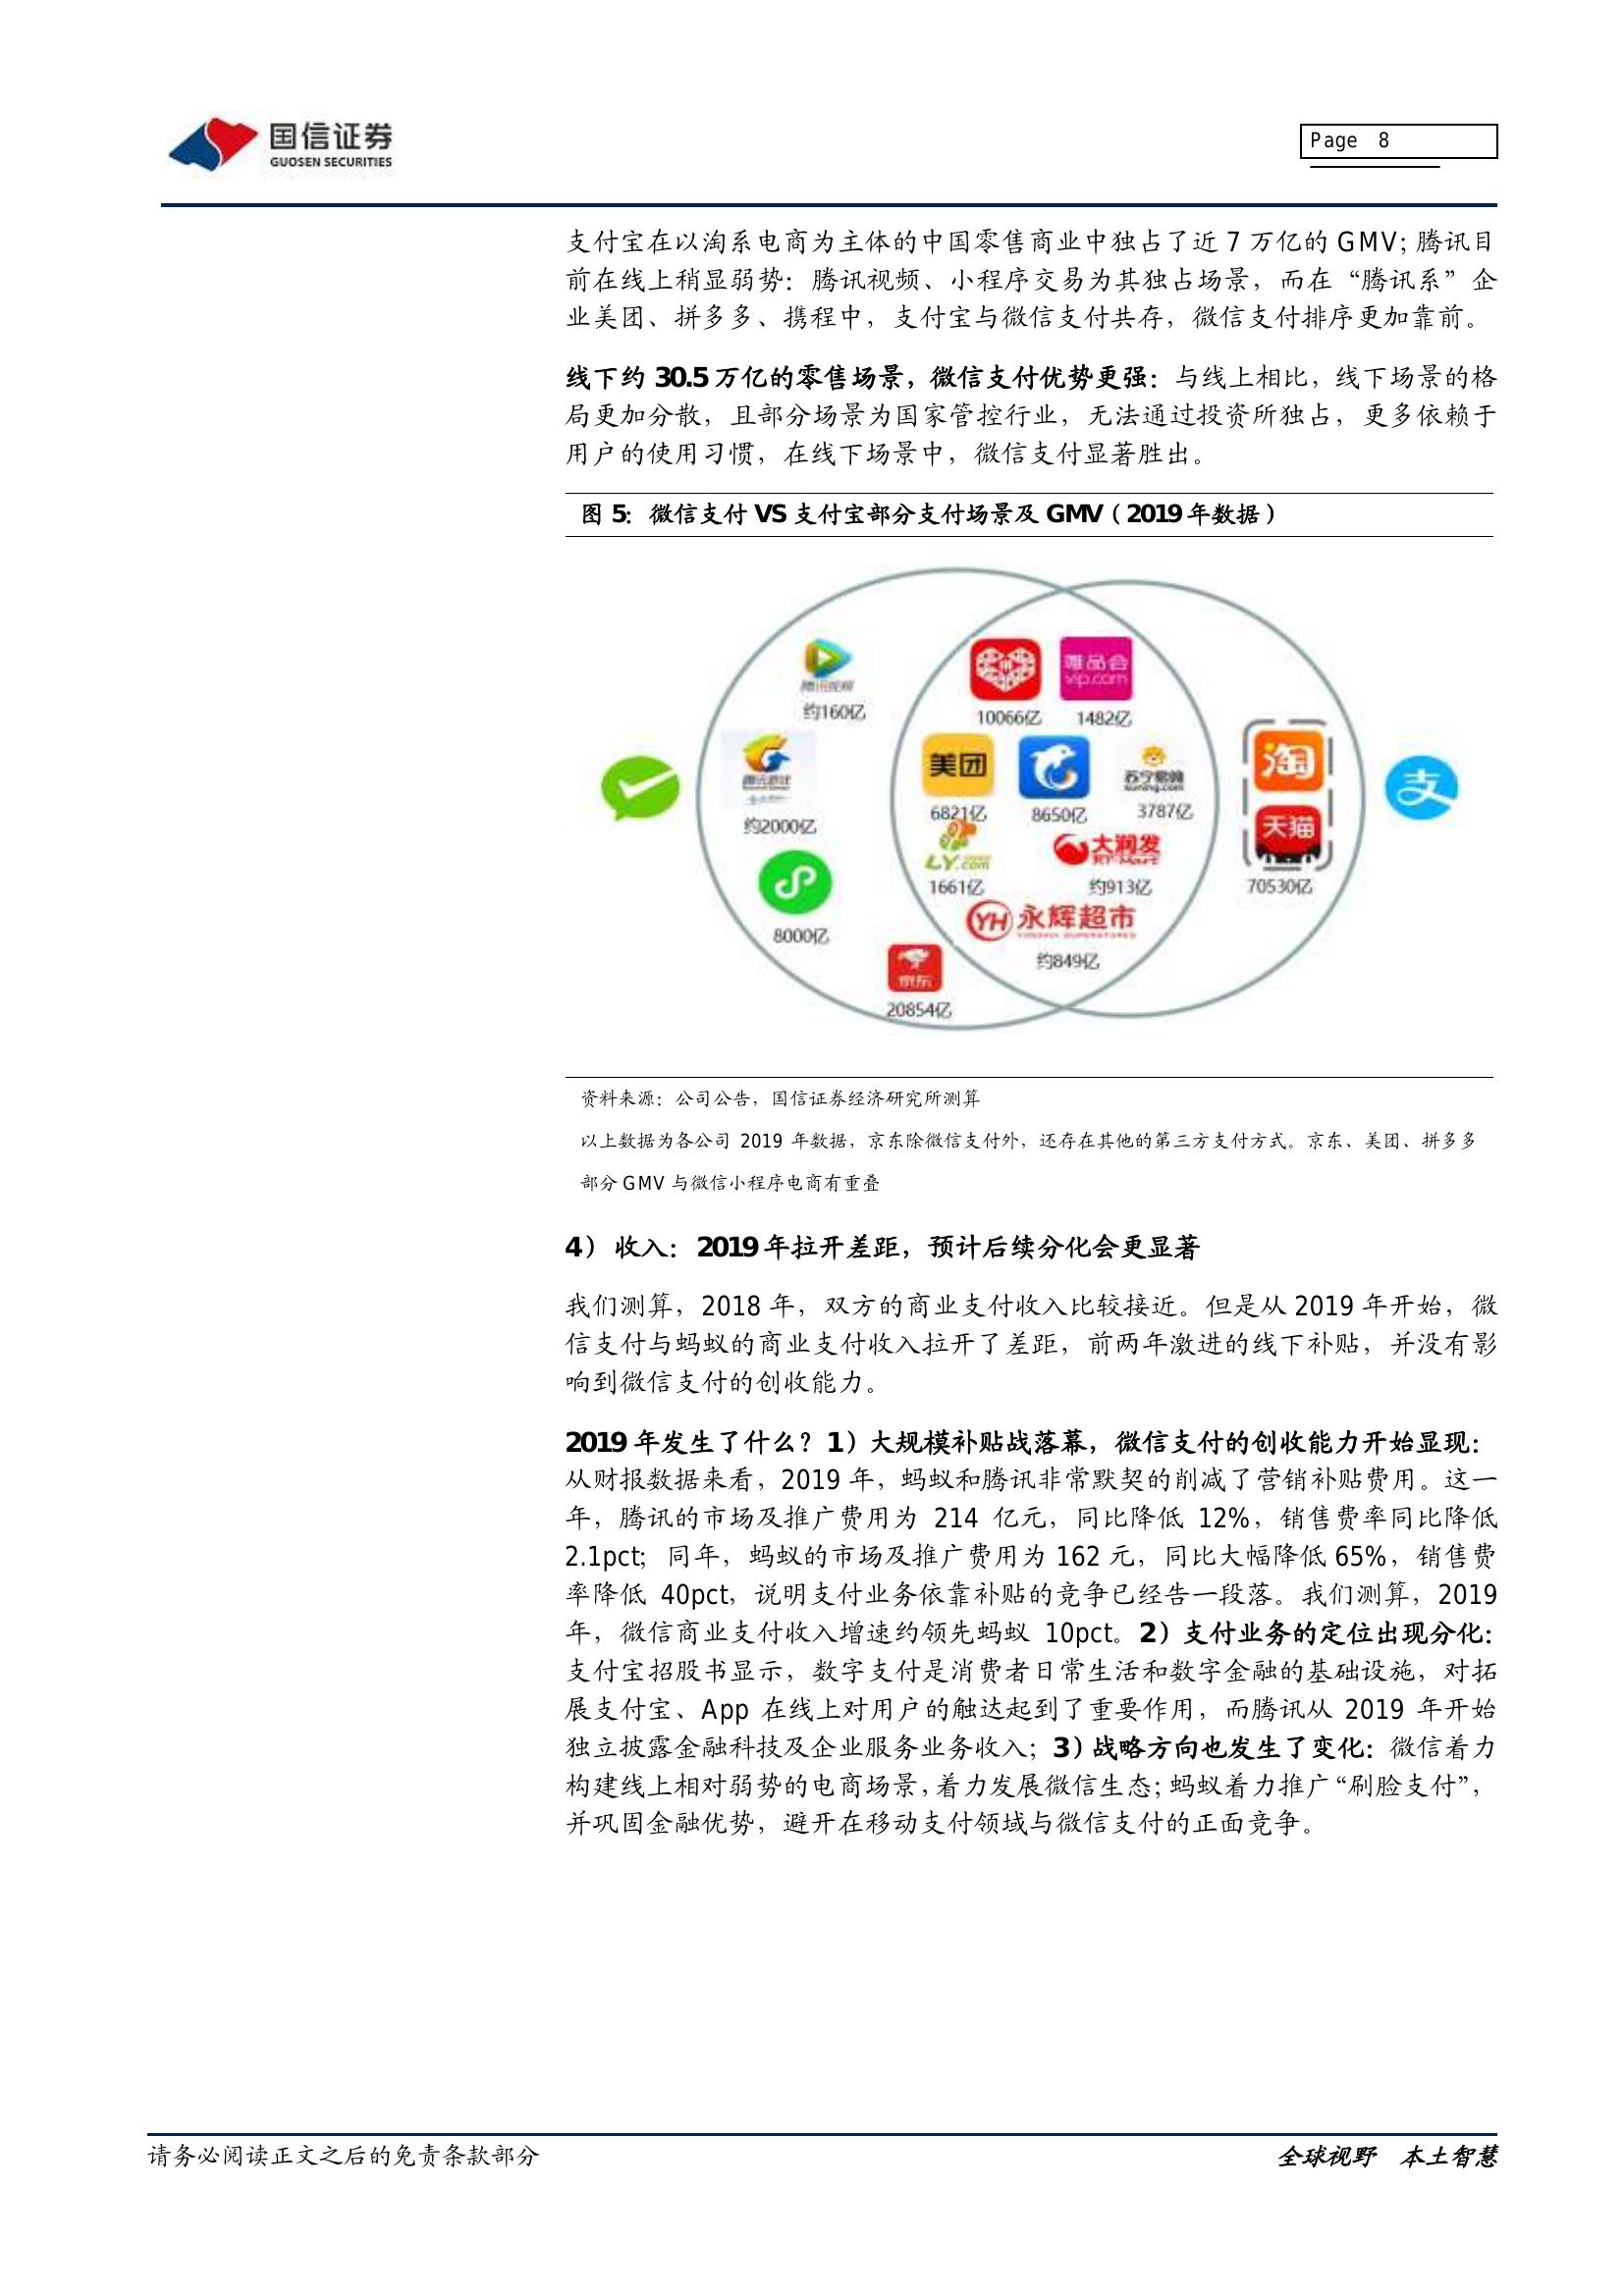 国信证券
GUOSEN SECURITIES
Page 8
支付宝在以淘系电商为主体的中国零售商业中独占了近 7 万亿的 GMV；腾讯目
前在线上稍显弱势：腾讯视频、小程序交易为其独占场景，而在“腾讯系”企
业美团、拼多多、携程中，支付宝与微信支付共存，微信支付排序更加靠前。
线下约 30.5 万亿的零售场景，微信支付优势更强：与线上相比，线下场景的格
局更加分散，且部分场景为国家管控行业，无法通过投资所独占，更多依赖于
用户的使用习惯，在线下场景中，微信支付显著胜出。
图 5：微信支付 VS 支付宝部分支付场景及 GMV（2019 年数据）
腾讯视频
约160亿
唯品会
vip.com
10066亿
1482亿
腾讯游戏
约2000亿
美团
6821亿
8650亿
苏宁易购
suning.com
3787亿
淘
天猫
70530亿
支
LY.com
1661亿
大润发
RT-Mart
约913亿
8000亿
YH 永辉超市
YONGHUI SUPERSTORES
约849亿
京东
20854亿
资料来源：公司公告，国信证券经济研究所测算
以上数据为各公司 2019 年数据，京东除微信支付外，还存在其他的第三方支付方式。京东、美团、拼多多
部分 GMV 与微信小程序电商有重叠
4） 收入：2019 年拉开差距，预计后续分化会更显著
我们测算，2018 年，双方的商业支付收入比较接近。但是从 2019 年开始，微
信支付与蚂蚁的商业支付收入拉开了差距，前两年激进的线下补贴，并没有影
响到微信支付的创收能力。
2019 年发生了什么？1）大规模补贴战落幕，微信支付的创收能力开始显现：
从财报数据来看，2019 年，蚂蚁和腾讯非常默契的削减了营销补贴费用。这一
年，腾讯的市场及推广费用为 214 亿元，同比降低 12%，销售费率同比降低
2.1pct；同年，蚂蚁的市场及推广费用为 162 元，同比大幅降低 65%，销售费
率降低 40pct，说明支付业务依靠补贴的竞争已经告一段落。我们测算，2019
年，微信商业支付收入增速约领先蚂蚁 10pct。2）支付业务的定位出现分化：
支付宝招股书显示，数字支付是消费者日常生活和数字金融的基础设施，对拓
展支付宝、App 在线上对用户的触达起到了重要作用，而腾讯从 2019 年开始
独立披露金融科技及企业服务业务收入；3）战略方向也发生了变化：微信着力
构建线上相对弱势的电商场景，着力发展微信生态；蚂蚁着力推广“刷脸支付”，
并巩固金融优势，避开在移动支付领域与微信支付的正面竞争。
请务必阅读正文之后的免责条款部分
全球视野 本土智慧